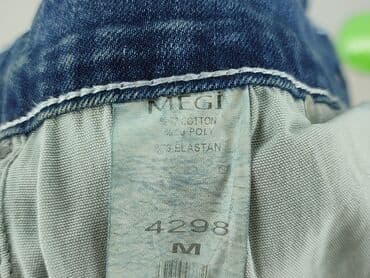 MEGİ
COTTON
POLY
ELASTAN
4298
M